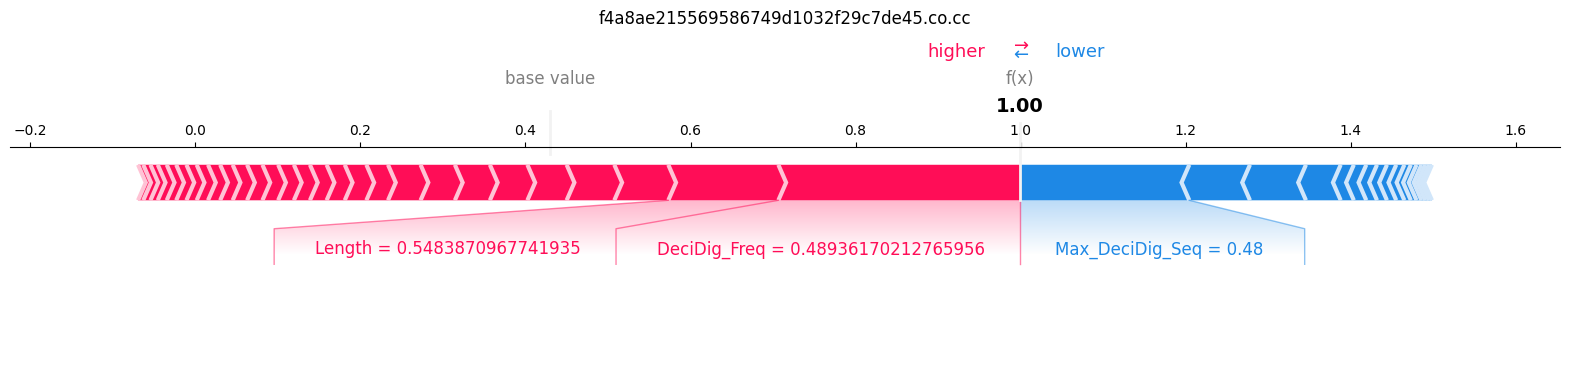 f4a8ae215569586749d1032f29c7de45.co.cc
higher ⇄ lower
base value f(x)
1.00
−0.2 0.0 0.2 0.4 0.6 0.8 1.0 1.2 1.4 1.6
Length = 0.5483870967741935 DeciDig_Freq = 0.48936170212765956 Max_DeciDig_Seq = 0.48